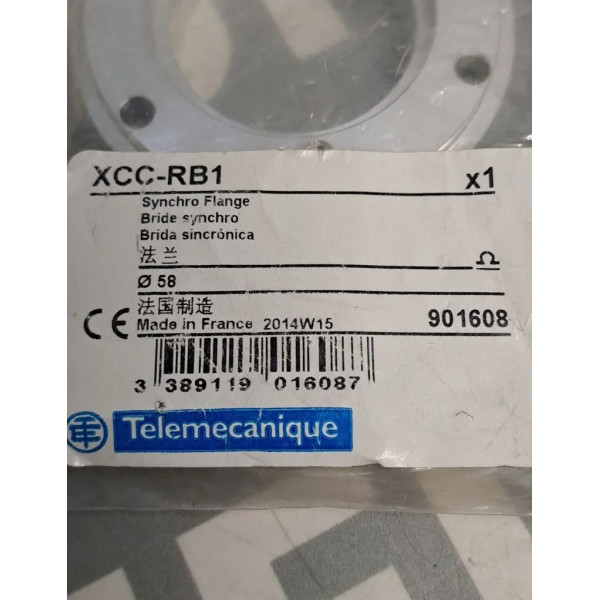 XCC-RB1 x1
Synchro Flange
Bride synchro
Brida sincrónica
法兰 Ω
Ø 58
法国制造
CE Made in France 2014W15 901608
3 389119 016087
Telemecanique